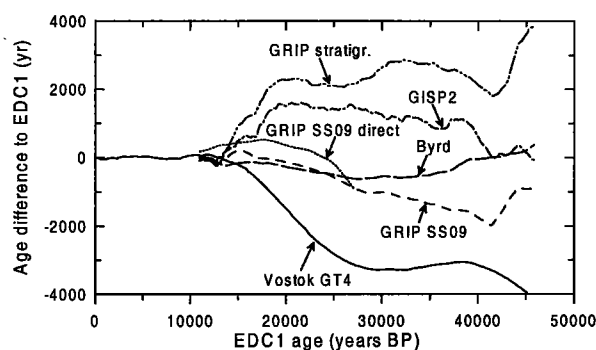 4000
GRIP stratigr.
2000
GISP2
GRIP SS09 direct
Byrd
0
-2000
GRIP SS09
Vostok GT4
-4000
0 10000 20000 30000 40000 50000
EDC1 age (years BP)
Age difference to EDC1 (yr)